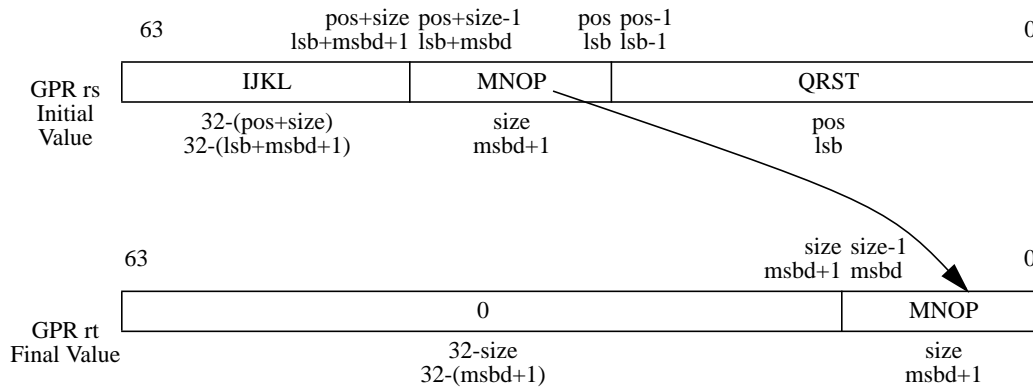 63 pos+size pos+size-1 pos pos-1 0
lsb+msbd+1 lsb+msbd lsb lsb-1
GPR rs
Initial
Value
IJKL MNOP QRST
32-(pos+size) size pos
32-(lsb+msbd+1) msbd+1 lsb
63 size size-1 0
msbd+1 msbd
GPR rt
Final Value
0 MNOP
32-size size
32-(msbd+1) msbd+1